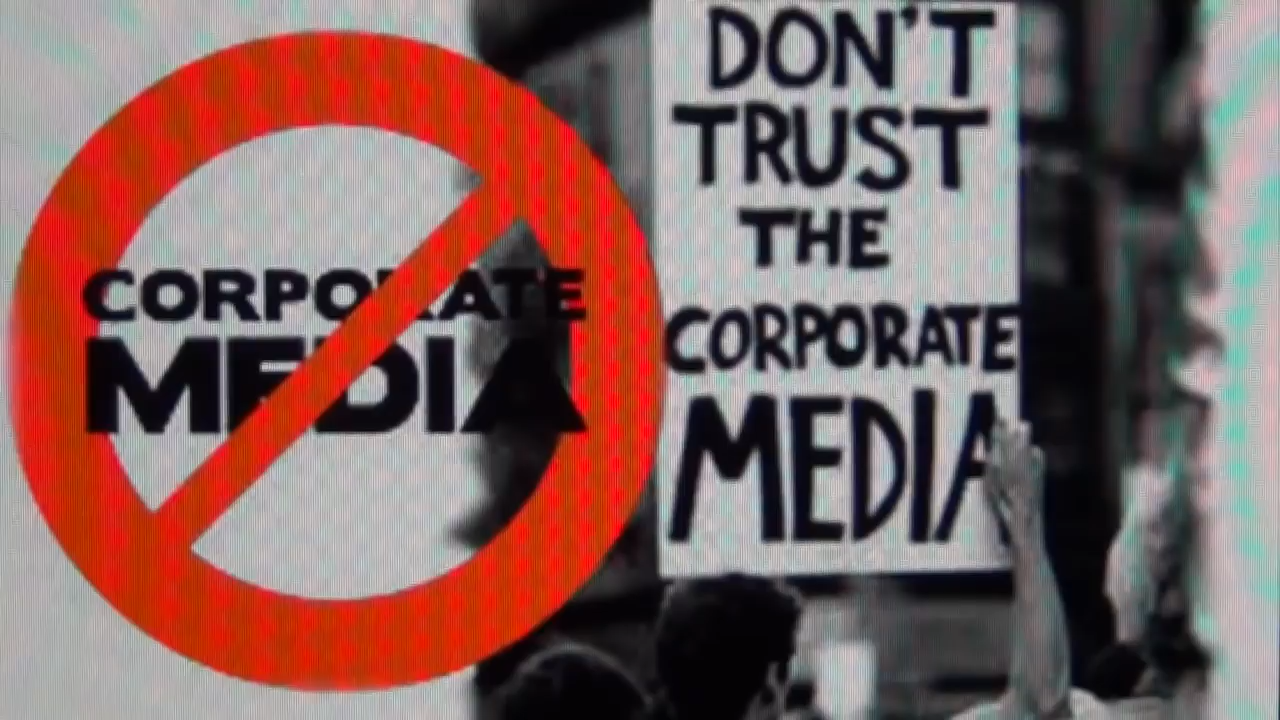 CORPORATE
MEDIA
DON'T
TRUST
THE
CORPORATE
MEDIA